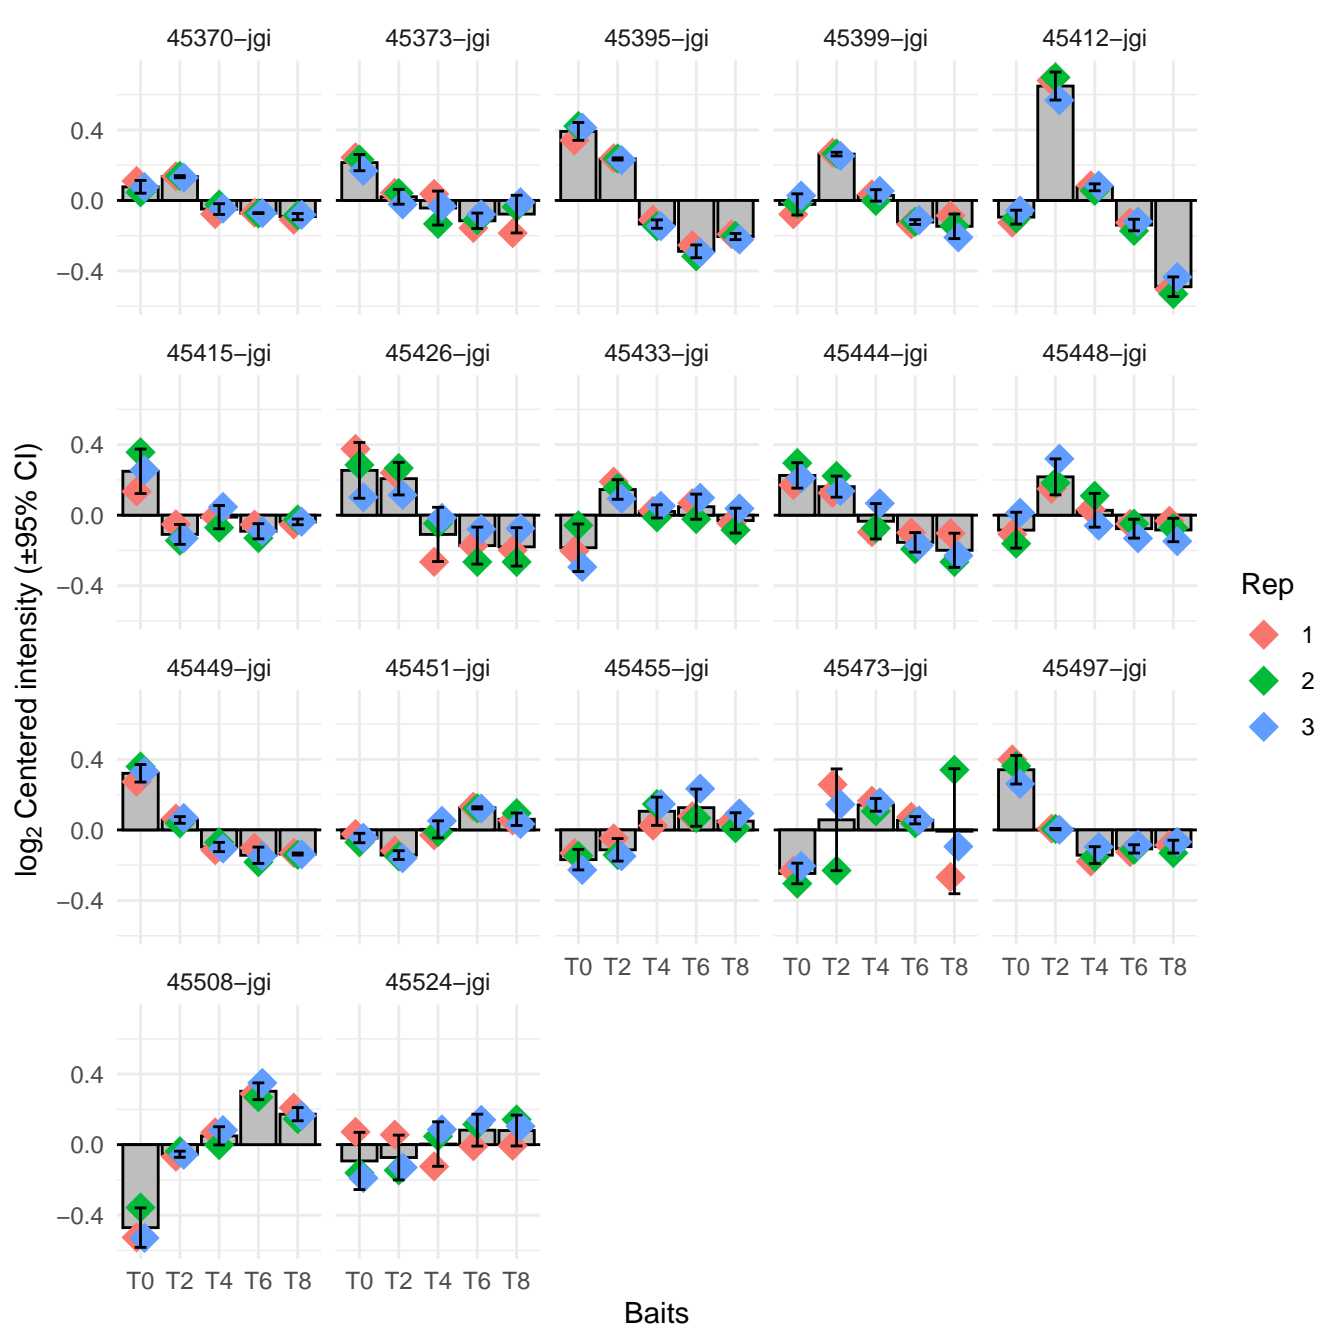 45370−jgi 45373−jgi 45395−jgi 45399−jgi 45412−jgi
0.4
0.0
−0.4
45415−jgi 45426−jgi 45433−jgi 45444−jgi 45448−jgi
0.4
0.0
−0.4
45449−jgi 45451−jgi 45455−jgi 45473−jgi 45497−jgi
0.4
0.0
−0.4
T0 T2 T4 T6 T8 T0 T2 T4 T6 T8 T0 T2 T4 T6 T8
45508−jgi 45524−jgi
0.4
0.0
−0.4
T0 T2 T4 T6 T8 T0 T2 T4 T6 T8
Baits
log₂ Centered intensity (±95% CI)
Rep
1
2
3